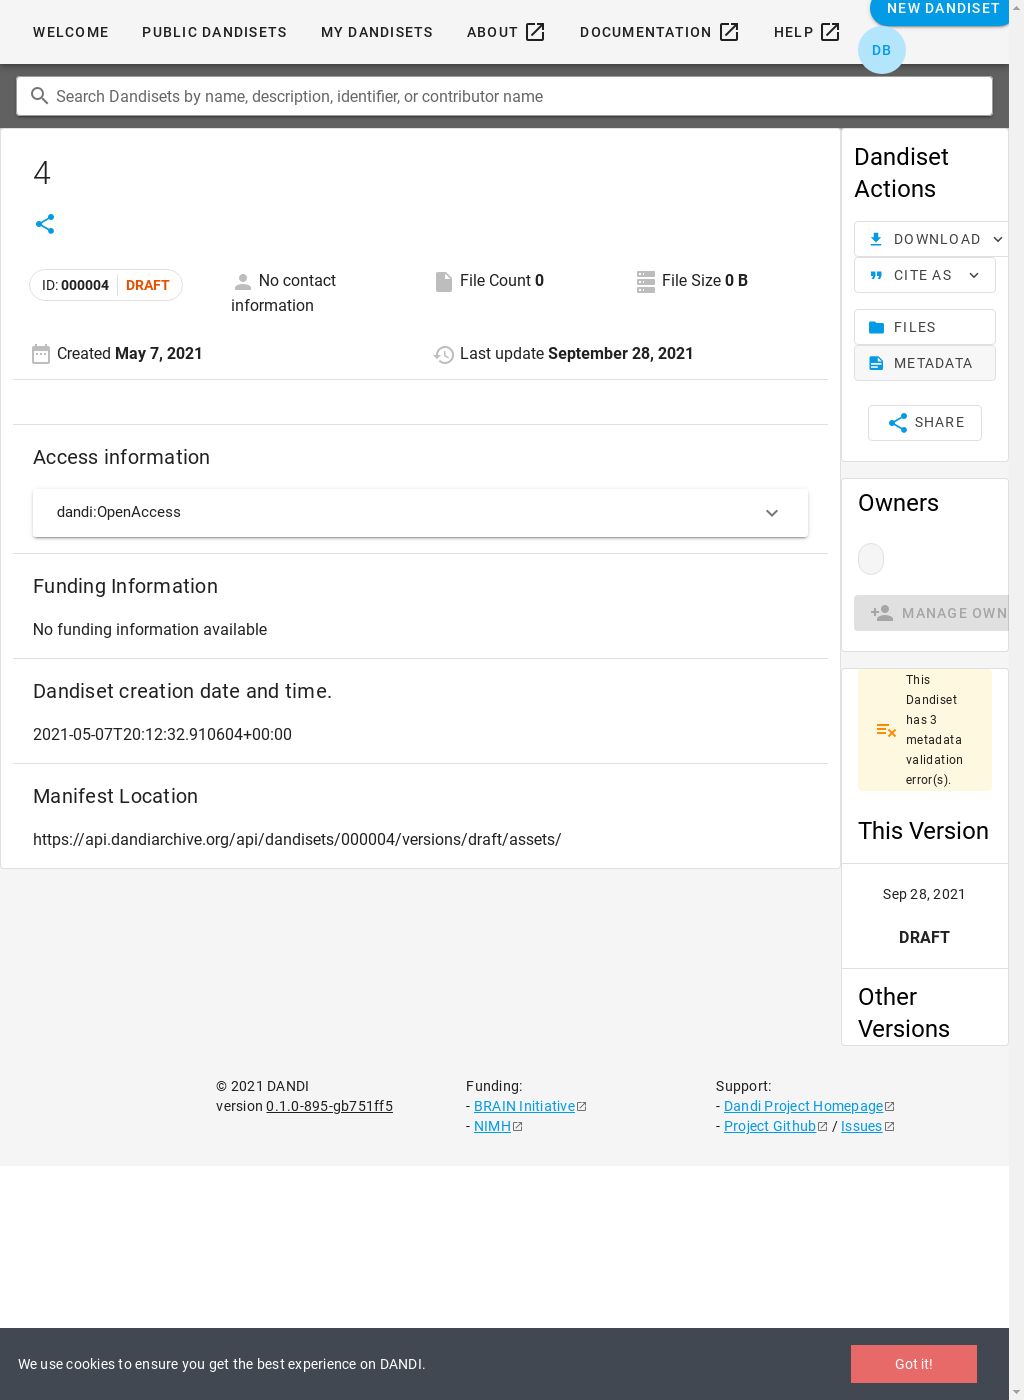 NEW DANDISET
WELCOME PUBLIC DANDISETS MY DANDISETS ABOUT DOCUMENTATION HELP
DB
Search Dandisets by name, description, identifier, or contributor name
4
ID: 000004 DRAFT
No contact information
File Count 0
File Size 0 B
Created May 7, 2021
Last update September 28, 2021
Access information
dandi:OpenAccess
Funding Information
No funding information available
Dandiset creation date and time.
2021-05-07T20:12:32.910604+00:00
Manifest Location
https://api.dandiarchive.org/api/dandisets/000004/versions/draft/assets/
Dandiset
Actions
DOWNLOAD
CITE AS
FILES
METADATA
SHARE
Owners
MANAGE OWN
This
Dandiset
has 3
metadata
validation
error(s).
This Version
Sep 28, 2021
DRAFT
Other
Versions
© 2021 DANDI
version 0.1.0-895-gb751ff5
Funding:
- BRAIN Initiative
- NIMH
Support:
- Dandi Project Homepage
- Project Github / Issues
We use cookies to ensure you get the best experience on DANDI.
Got it!